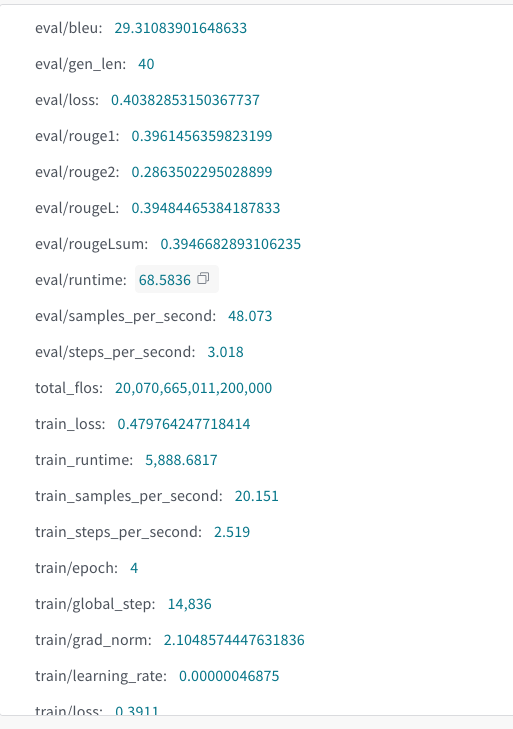 eval/bleu: 29.31083901648633
eval/gen_len: 40
eval/loss: 0.40382853150367737
eval/rouge1: 0.3961456359823199
eval/rouge2: 0.2863502295028899
eval/rougeL: 0.39484465384187833
eval/rougeLsum: 0.3946682893106235
eval/runtime: 68.5836
eval/samples_per_second: 48.073
eval/steps_per_second: 3.018
total_flos: 20,070,665,011,200,000
train_loss: 0.479764247718414
train_runtime: 5,888.6817
train_samples_per_second: 20.151
train_steps_per_second: 2.519
train/epoch: 4
train/global_step: 14,836
train/grad_norm: 2.1048574447631836
train/learning_rate: 0.00000046875
train/loss: 0.3911